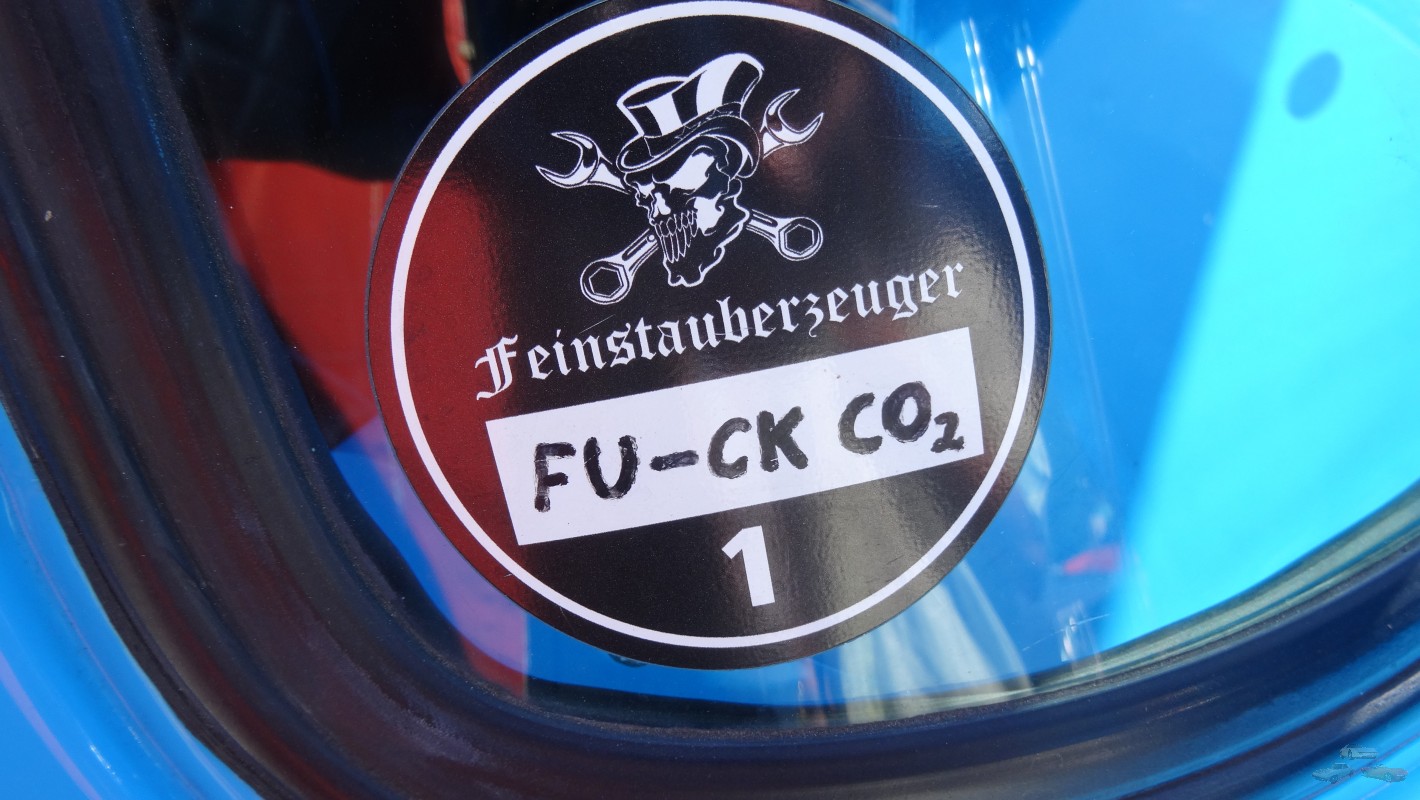 Feinstauberzeuger
FU-CK CO₂
1